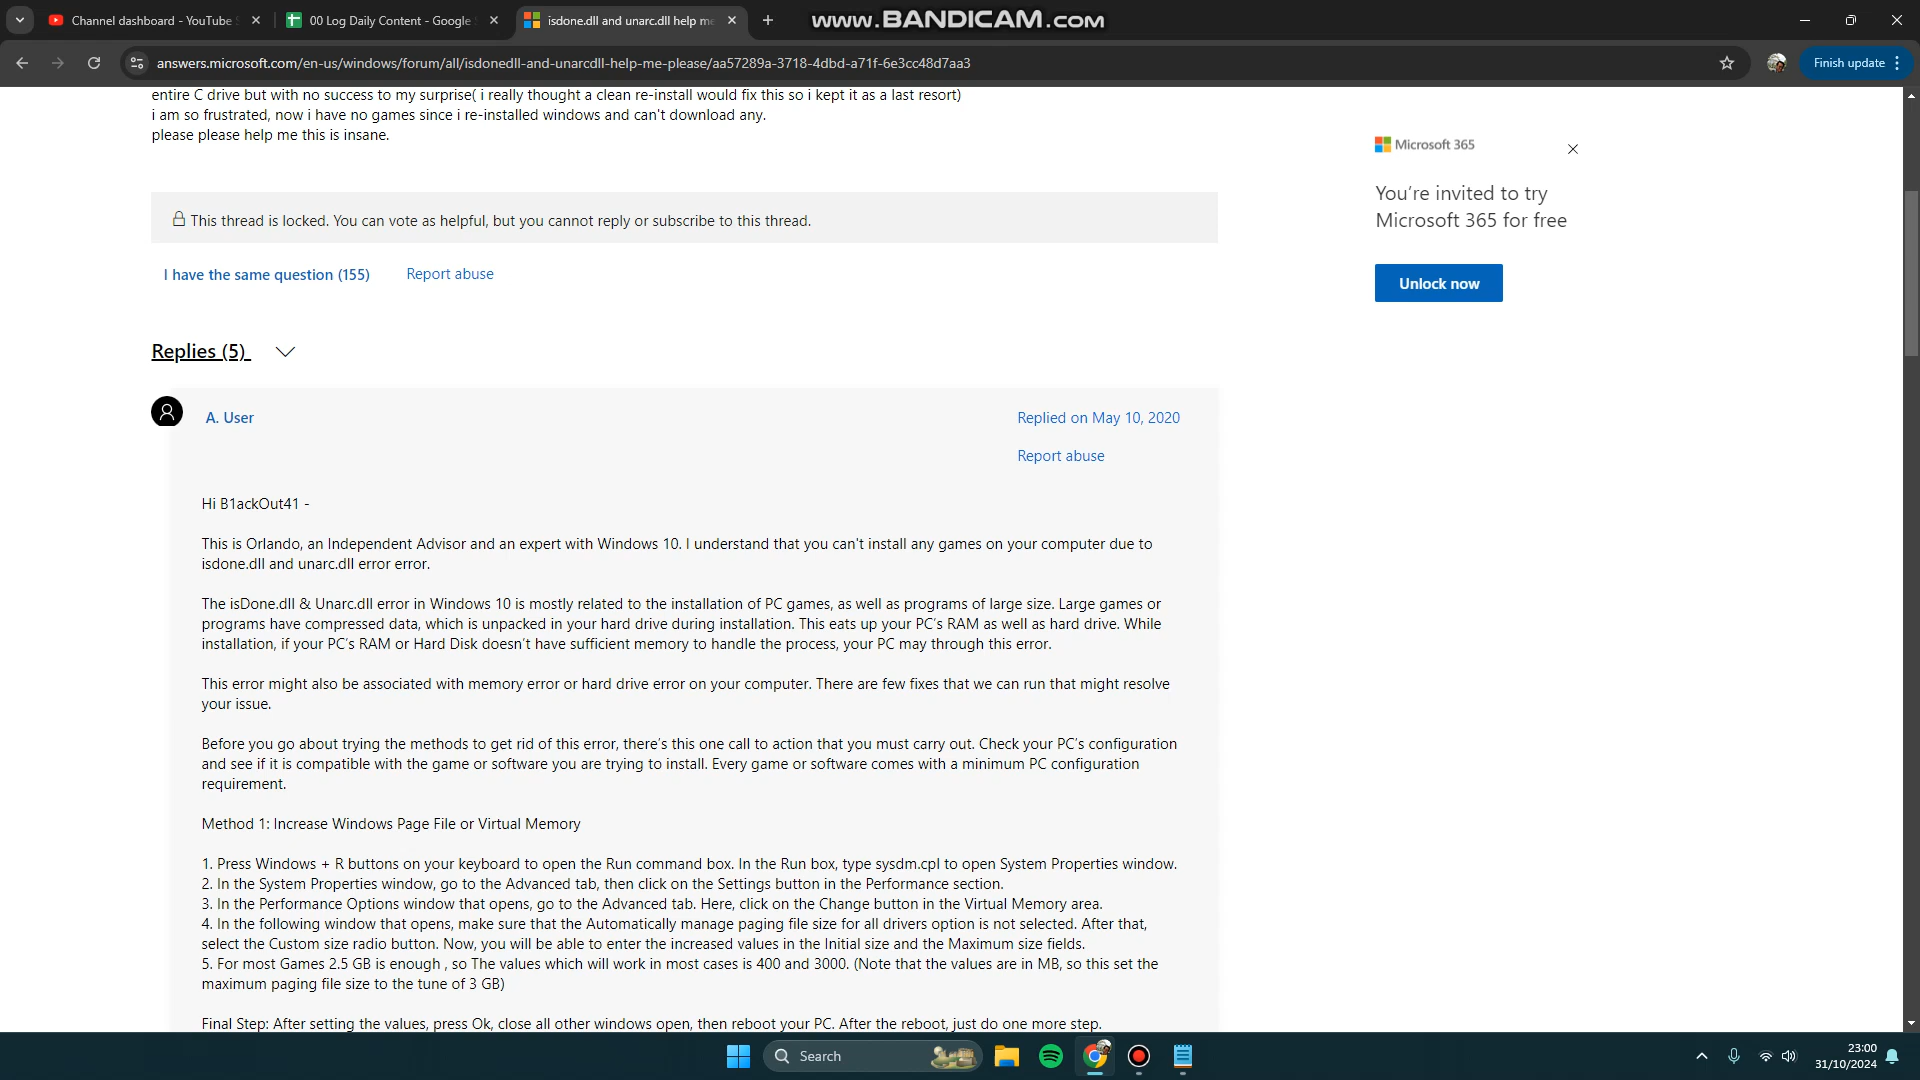 Channel dashboard - YouTube S
00 Log Daily Content - Google S
isdone.dll and unarc.dll help me
www.BANDICAM.com
answers.microsoft.com/en-us/windows/forum/all/isdonedll-and-unarcdll-help-me-please/aa57289a-3718-4dbd-a71f-6e3cc48d7aa3
Finish update
entire C drive but with no success to my surprise( i really thought a clean re-install would fix this so i kept it as a last resort)
i am so frustrated, now i have no games since i re-installed windows and can't download any.
please please help me this is insane.
Microsoft 365
You're invited to try
Microsoft 365 for free
Unlock now
This thread is locked. You can vote as helpful, but you cannot reply or subscribe to this thread.
I have the same question (155)
Report abuse
Replies (5)
A. User
Replied on May 10, 2020
Report abuse
Hi B1ackOut41 -
This is Orlando, an Independent Advisor and an expert with Windows 10. I understand that you can't install any games on your computer due to
isdone.dll and unarc.dll error error.
The isDone.dll & Unarc.dll error in Windows 10 is mostly related to the installation of PC games, as well as programs of large size. Large games or
programs have compressed data, which is unpacked in your hard drive during installation. This eats up your PC's RAM as well as hard drive. While
installation, if your PC's RAM or Hard Disk doesn't have sufficient memory to handle the process, your PC may through this error.
This error might also be associated with memory error or hard drive error on your computer. There are few fixes that we can run that might resolve
your issue.
Before you go about trying the methods to get rid of this error, there's this one call to action that you must carry out. Check your PC's configuration
and see if it is compatible with the game or software you are trying to install. Every game or software comes with a minimum PC configuration
requirement.
Method 1: Increase Windows Page File or Virtual Memory
1. Press Windows + R buttons on your keyboard to open the Run command box. In the Run box, type sysdm.cpl to open System Properties window.
2. In the System Properties window, go to the Advanced tab, then click on the Settings button in the Performance section.
3. In the Performance Options window that opens, go to the Advanced tab. Here, click on the Change button in the Virtual Memory area.
4. In the following window that opens, make sure that the Automatically manage paging file size for all drivers option is not selected. After that,
select the Custom size radio button. Now, you will be able to enter the increased values in the Initial size and the Maximum size fields.
5. For most Games 2.5 GB is enough , so The values which will work in most cases is 400 and 3000. (Note that the values are in MB, so this set the
maximum paging file size to the tune of 3 GB)
Final Step: After setting the values, press Ok, close all other windows open, then reboot your PC. After the reboot, just do one more step.
Search
23:00
31/10/2024